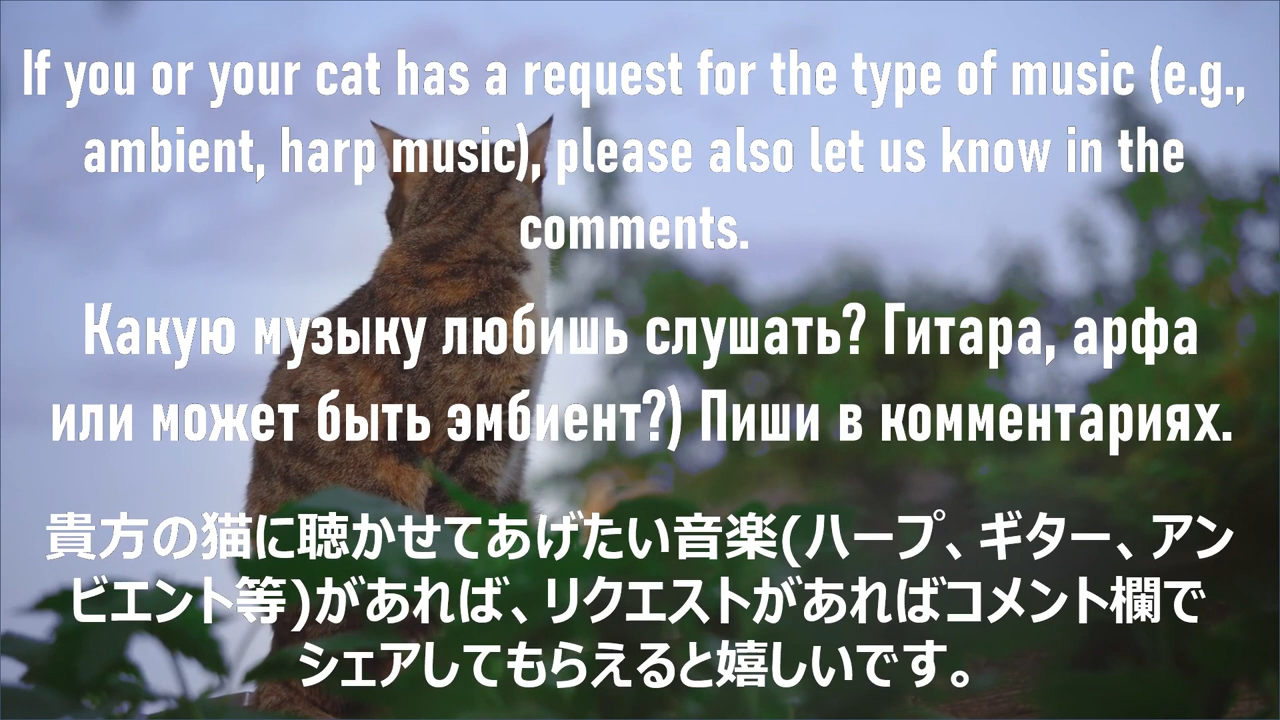 If you or your cat has a request for the type of music (e.g.,
ambient, harp music), please also let us know in the
comments.
Какую музыку любишь слушать? Гитара, арфа
или может быть эмбиент?) Пиши в комментариях.
貴方の猫に聴かせてあげたい音楽(ハープ、ギター、アン
ビエント等)があれば、リクエストがあればコメント欄で
シェアしてもらえると嬉しいです。